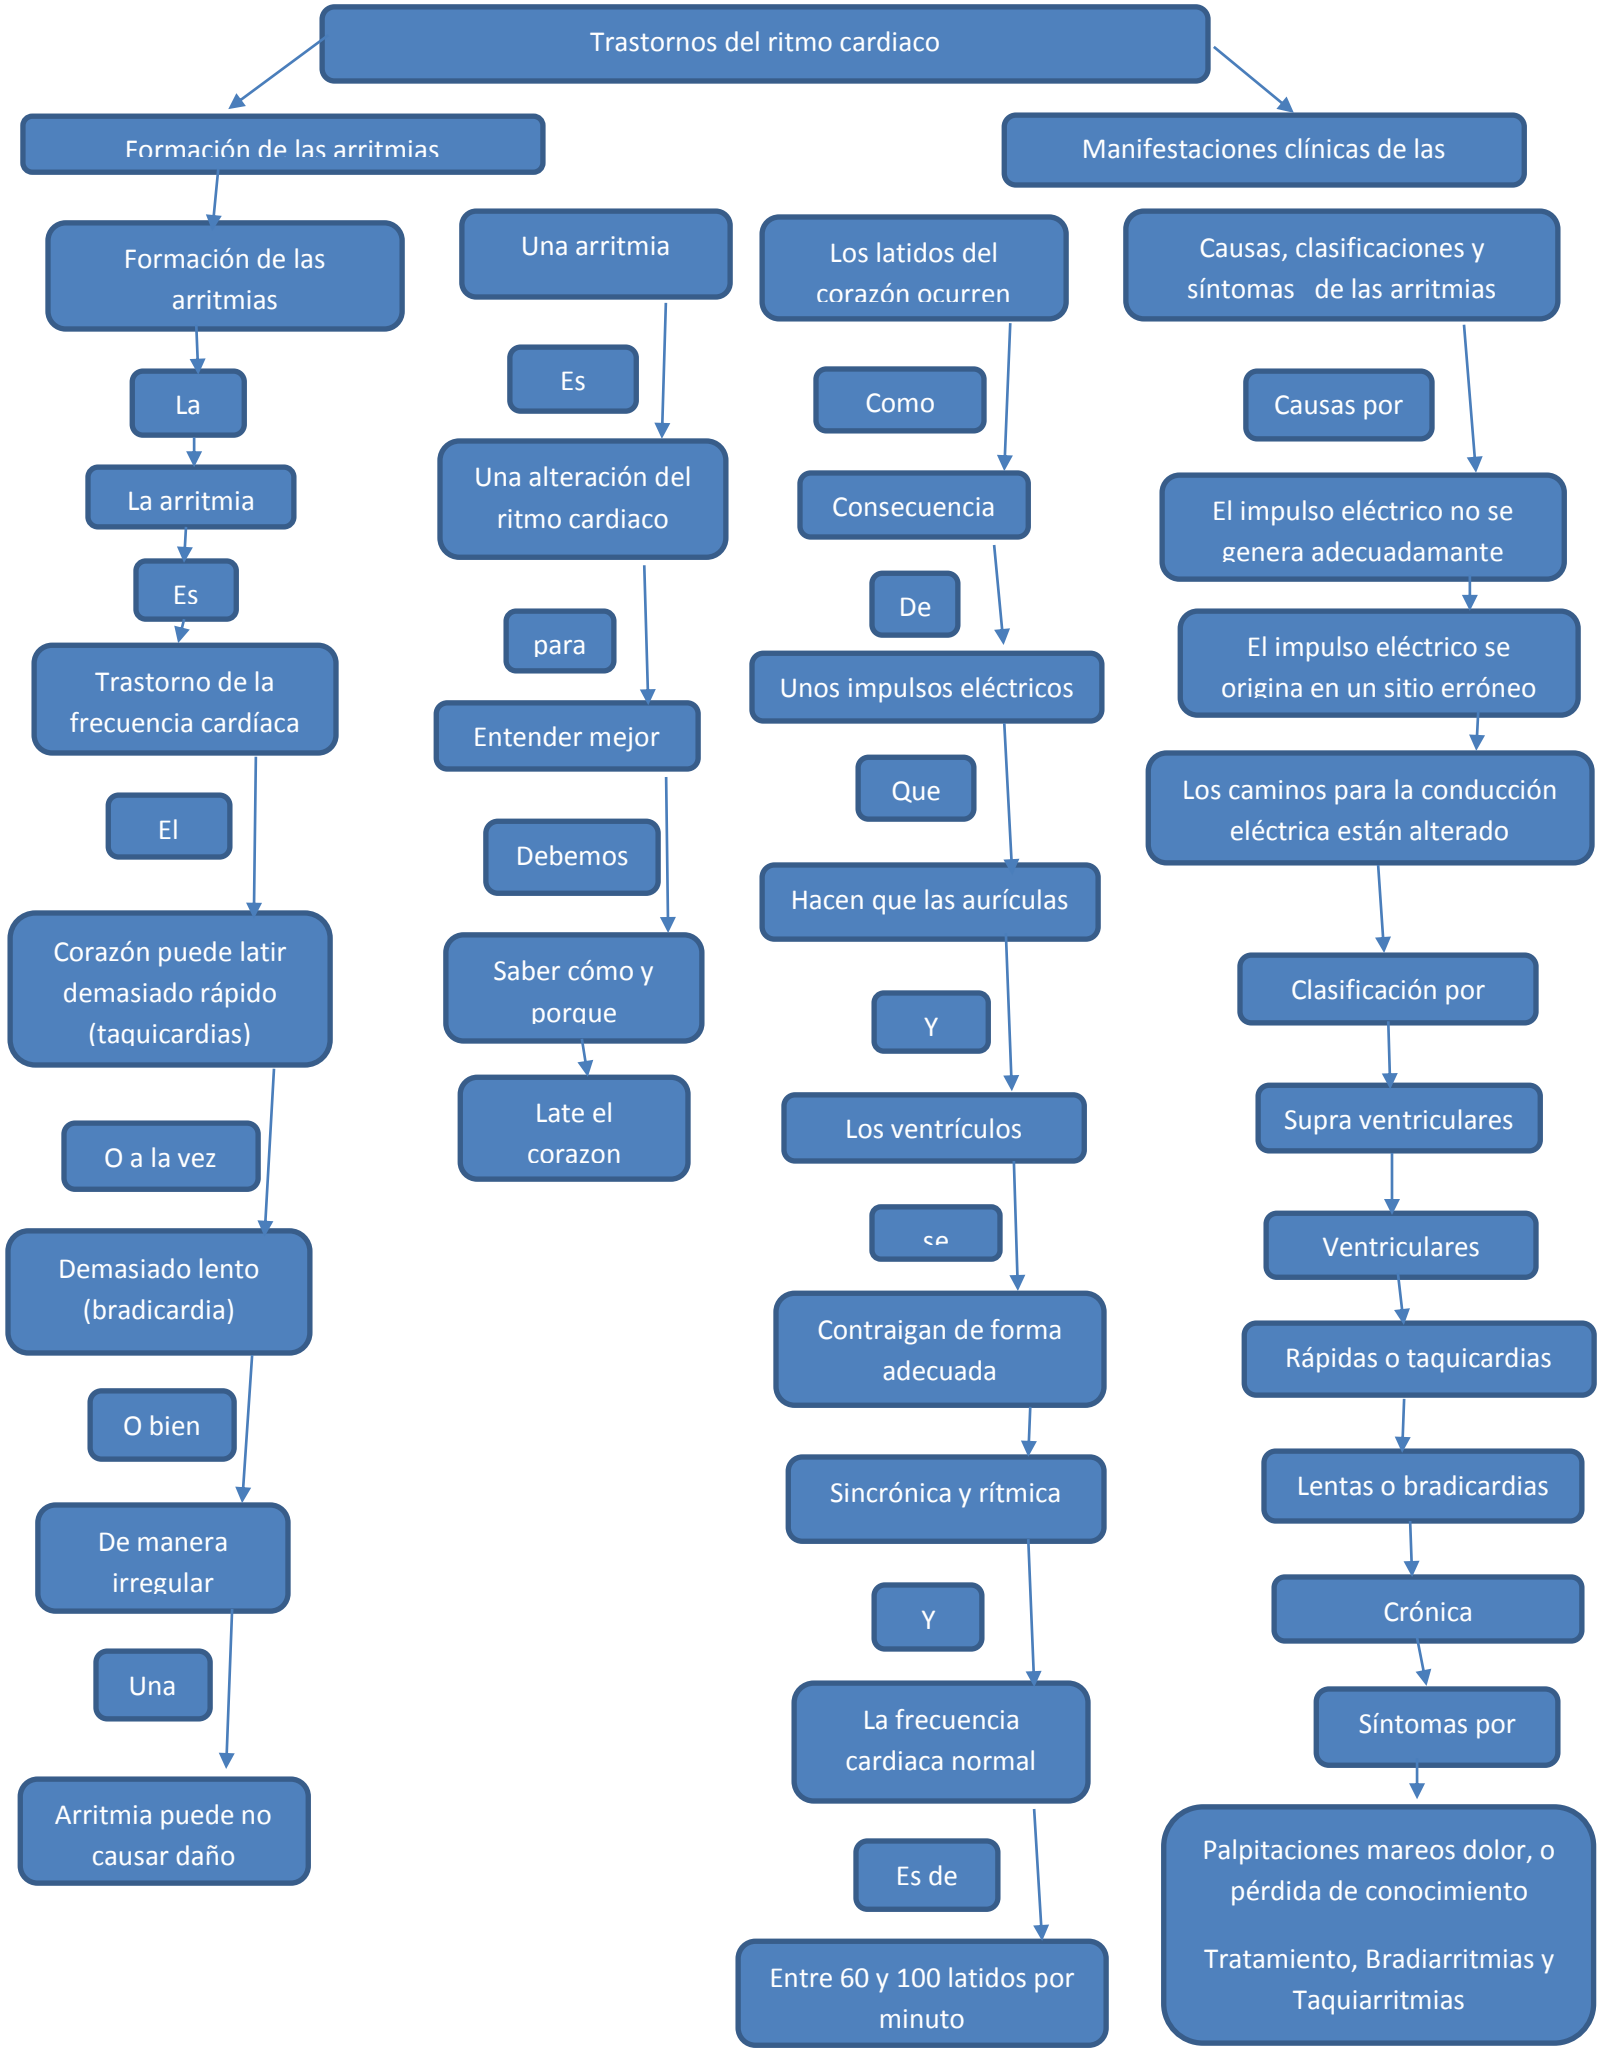 Trastornos del ritmo cardiaco
Formación de las arritmias
Manifestaciones clínicas de las
Formación de las
arritmias
La
La arritmia
Es
Trastorno de la
frecuencia cardíaca
El
Corazón puede latir
demasiado rápido
(taquicardias)
O a la vez
Demasiado lento
(bradicardia)
O bien
De manera
irregular
Una
Arritmia puede no
causar daño
Una arritmia
Es
Una alteración del
ritmo cardiaco
para
Entender mejor
Debemos
Saber cómo y
porque
Late el
corazon
Los latidos del
corazón ocurren
Como
Consecuencia
De
Unos impulsos eléctricos
Que
Hacen que las aurículas
Y
Los ventrículos
se
Contraigan de forma
adecuada
Sincrónica y rítmica
Y
La frecuencia
cardiaca normal
Es de
Entre 60 y 100 latidos por
minuto
Causas, clasificaciones y
síntomas de las arritmias
Causas por
El impulso eléctrico no se
genera adecuadamante
El impulso eléctrico se
origina en un sitio erróneo
Los caminos para la conducción
eléctrica están alterado
Clasificación por
Supra ventriculares
Ventriculares
Rápidas o taquicardias
Lentas o bradicardias
Crónica
Síntomas por
Palpitaciones mareos dolor, o
pérdida de conocimiento
Tratamiento, Bradiarritmias y
Taquiarritmias